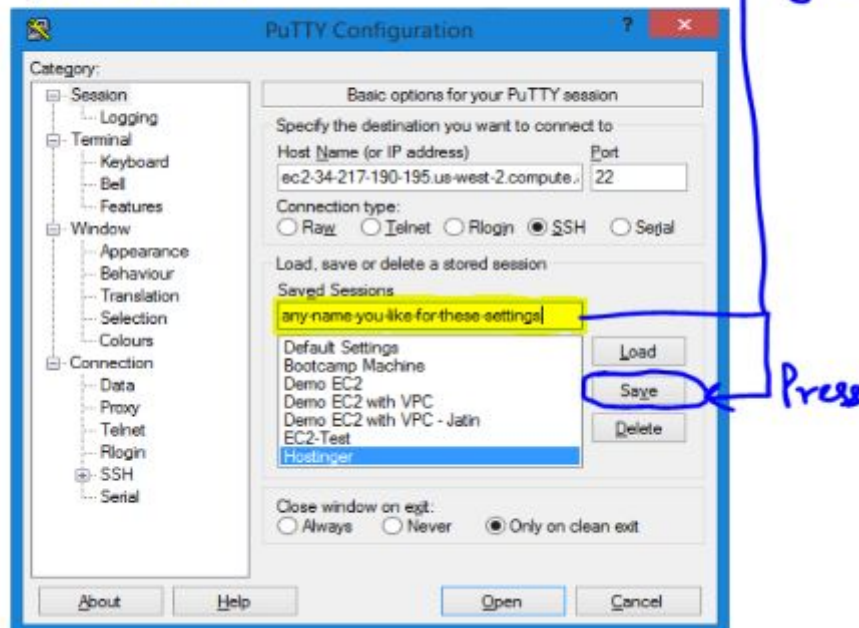 PuTTY Configuration ? ×
Category:
Session
Logging
Terminal
Keyboard
Bell
Features
Window
Appearance
Behaviour
Translation
Selection
Colours
Connection
Data
Proxy
Telnet
Rlogin
SSH
Serial
Basic options for your PuTTY session
Specify the destination you want to connect to
Host Name (or IP address) Port
ec2-34-217-190-195.us-west-2.compute. 22
Connection type:
Raw Telnet Rlogin SSH Serial
Load, save or delete a stored session
Saved Sessions
any-name-you-like-for-these-settings
Default Settings
Bootcamp Machine
Demo EC2
Demo EC2 with VPC
Demo EC2 with VPC - Jatin
EC2-Test
Hostinger
Load
Save
Delete
Press
Close window on exit:
Always Never Only on clean exit
About Help Open Cancel